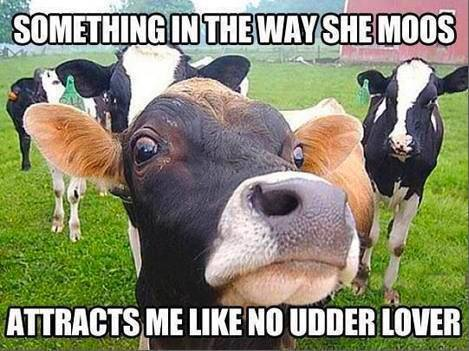 SOMETHING IN THE WAY SHE MOOS
ATTRACTS ME LIKE NO UDDER LOVER